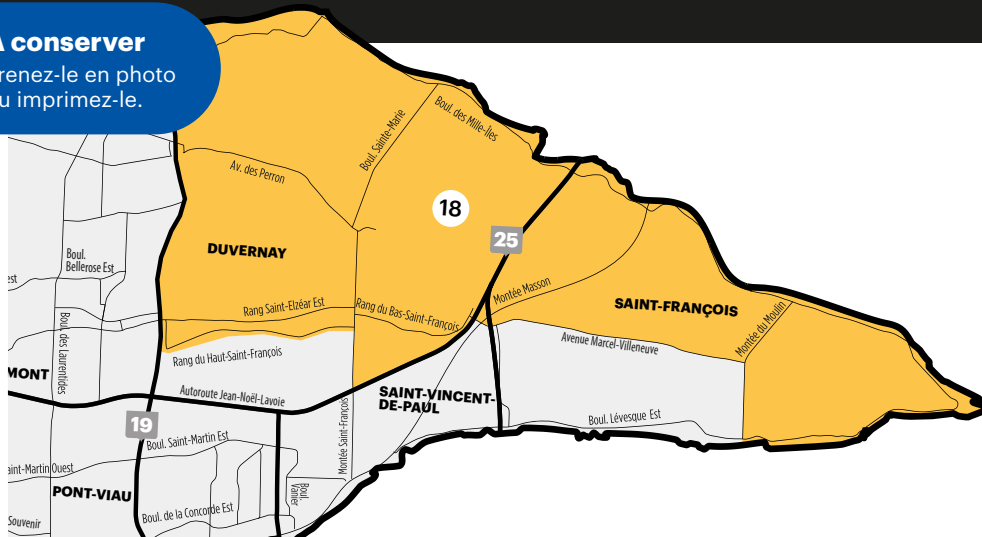 conserver
renez-le en photo
u imprimez-le.
Boul. Sainte-Marie
Boul. des Mille-Îles
Av. des Perron
18
DUVERNAY
25
Boul.
Bellerose Est
est
Montée Masson
SAINT-FRANÇOIS
Rang Saint-Elzéar Est
Rang du Bas-Saint-François
Boul. des Laurentides
Rang du Haut-Saint-François
Avenue Marcel-Villeneuve
Montée du Moulin
MONT
Autoroute Jean-Noël-Lavoie
SAINT-VINCENT-
DE-PAUL
19
Boul. Lévesque Est
Montée Saint-François
Boul. Saint-Martin Est
aint-Martin Ouest
PONT-VIAU
Boul.
Vanier
Boul. de la Concorde Est
Souvenir